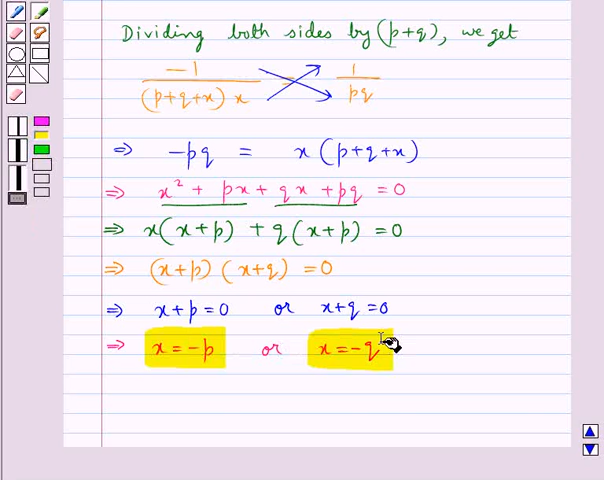 Dividing both sides by (p+q), we get
-1/((p+q+x) x) = 1/pq
⇒ -pq = x(p+q+x)
⇒ x² + px + qx + pq = 0
⇒ x(x+p) + q(x+p) = 0
⇒ (x+p)(x+q) = 0
⇒ x+p=0 or x+q=0
⇒ x=-p or x=-q